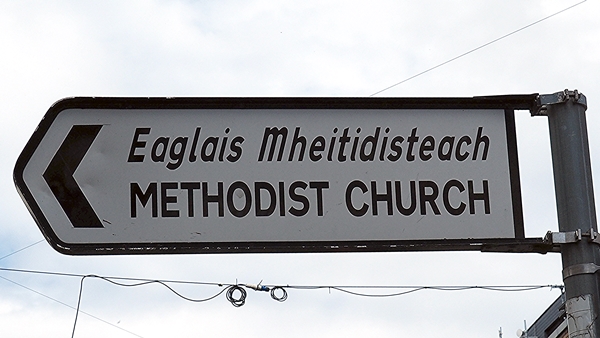 Eaglais Mheitidisteach
METHODIST CHURCH